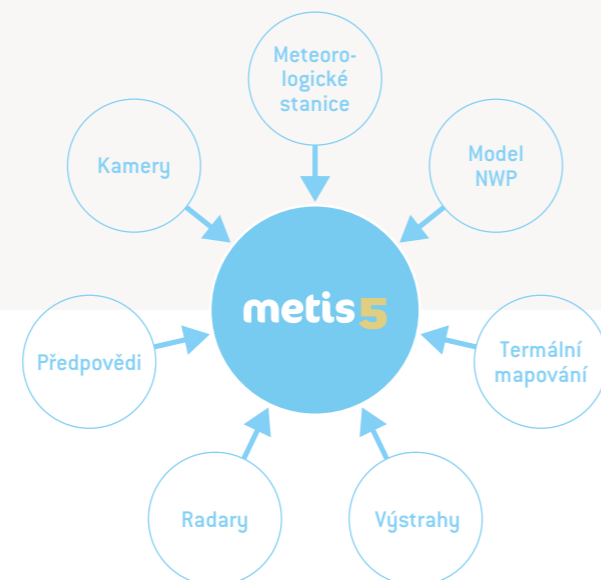 Meteoro-
logické
stanice
Kamery
Model
NWP
metis5
Předpovědi
Termální
mapování
Radary
Výstrahy